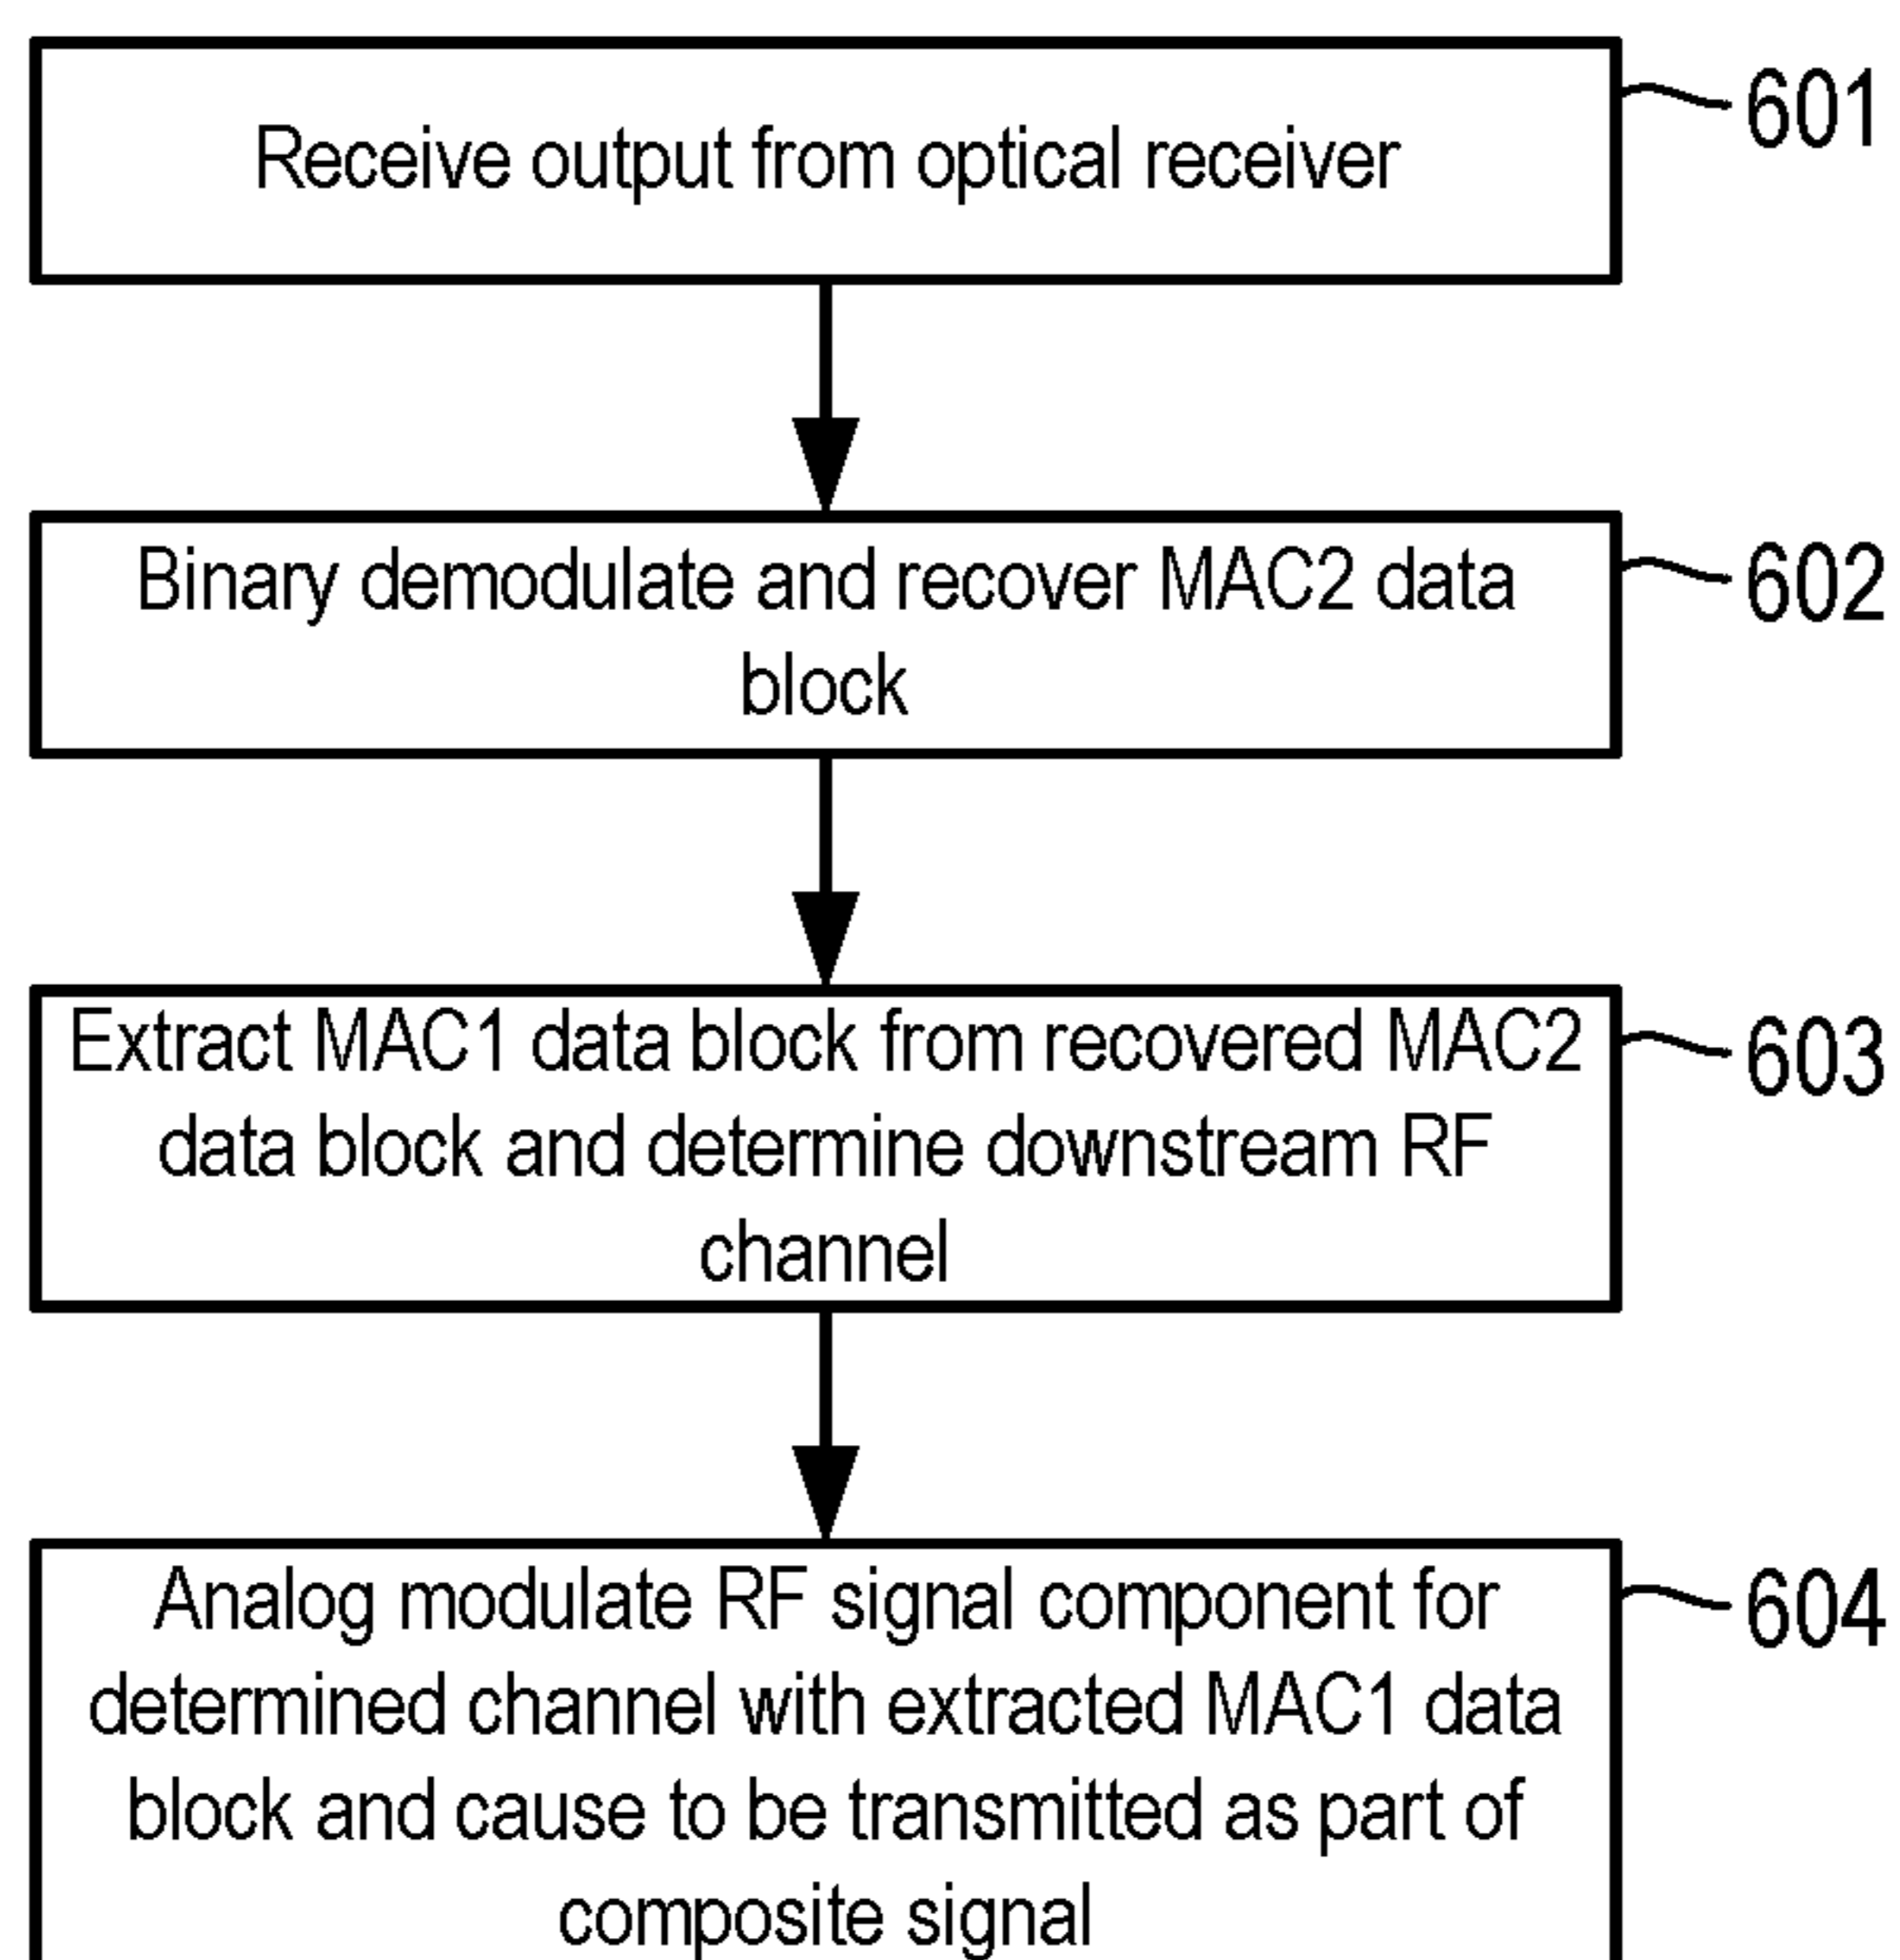 Receive output from optical receiver
601
Binary demodulate and recover MAC2 data
block
602
Extract MAC1 data block from recovered MAC2
data block and determine downstream RF
channel
603
Analog modulate RF signal component for
determined channel with extracted MAC1 data
block and cause to be transmitted as part of
composite signal
604